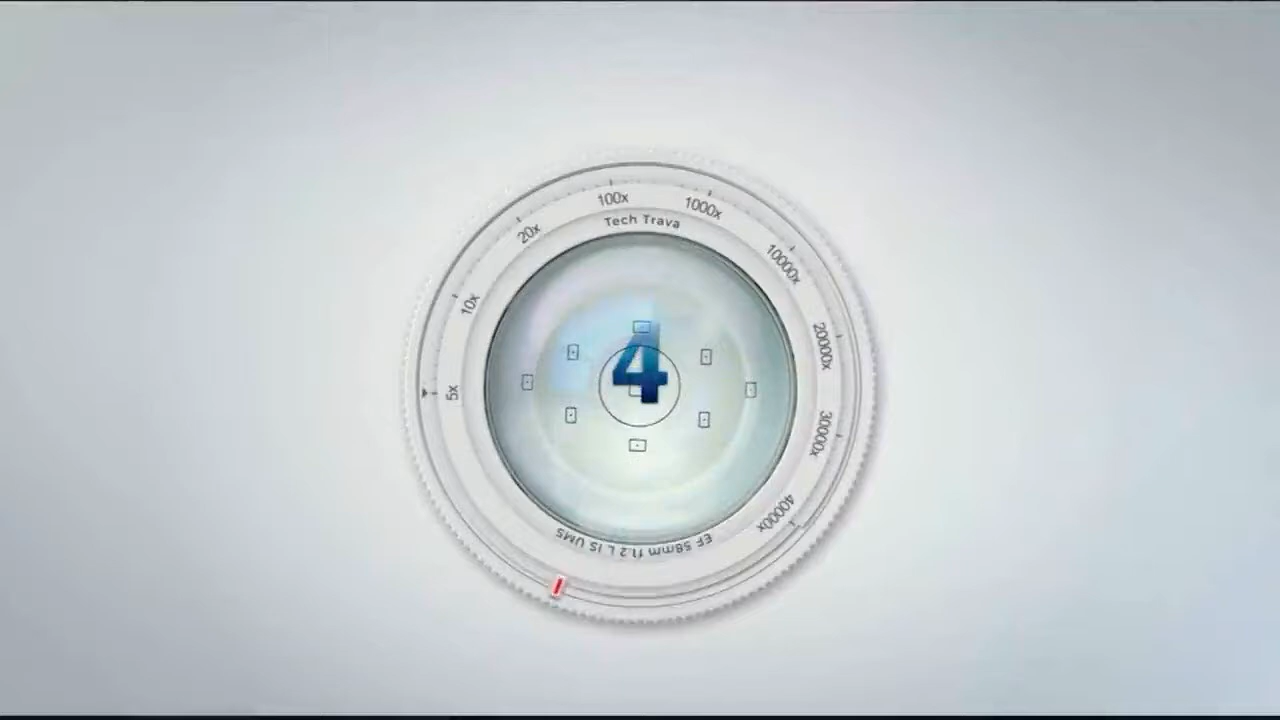 5x
10x
20x
100x
1000x
10000x
20000x
30000x
40000x
Tech Trava
4
EF 58mm f1.2 L IS UMS